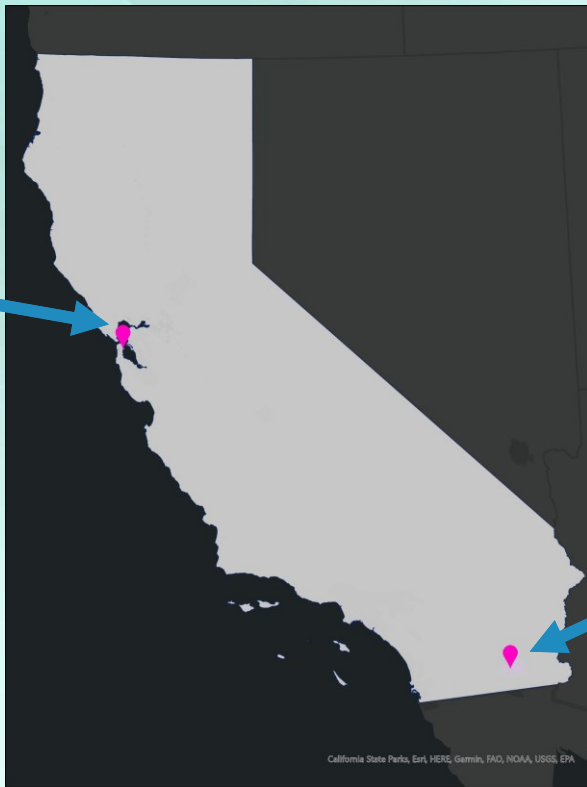 California State Parks, Esri, HERE, Garmin, FAO, NOAA, USGS, EPA